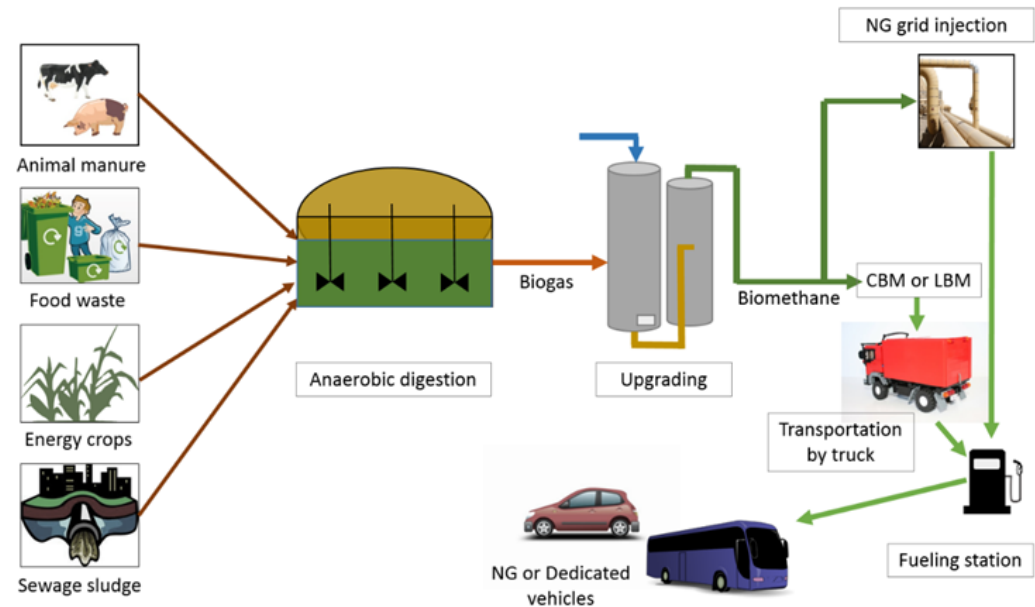 NG grid injection
Animal manure
Food waste
Biogas
Biomethane
CBM or LBM
Energy crops
Anaerobic digestion
Upgrading
Transportation
by truck
Sewage sludge
NG or Dedicated
vehicles
Fueling station